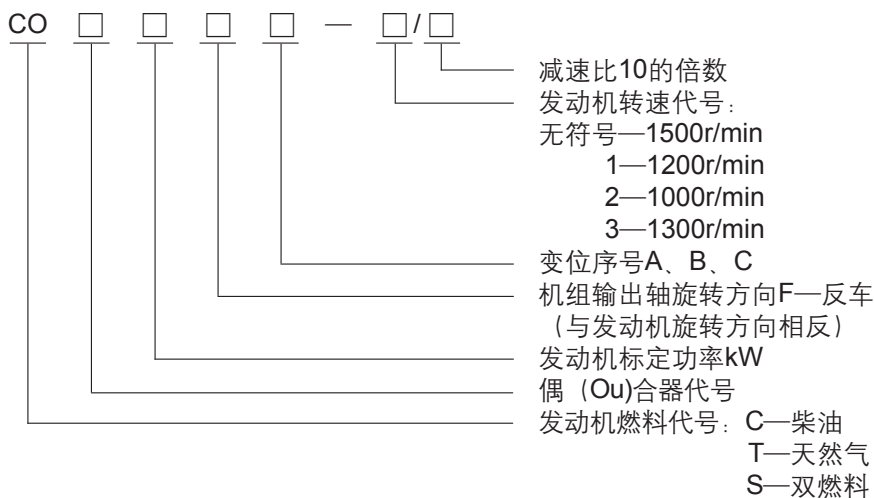 CO □ □ □ □ — □/□
减速比10的倍数
发动机转速代号：
无符号—1500r/min
1—1200r/min
2—1000r/min
3—1300r/min
变位序号A、B、C
机组输出轴旋转方向F—反车
（与发动机旋转方向相反）
发动机标定功率kW
偶（Ou)合器代号
发动机燃料代号：C—柴油
T—天然气
S—双燃料